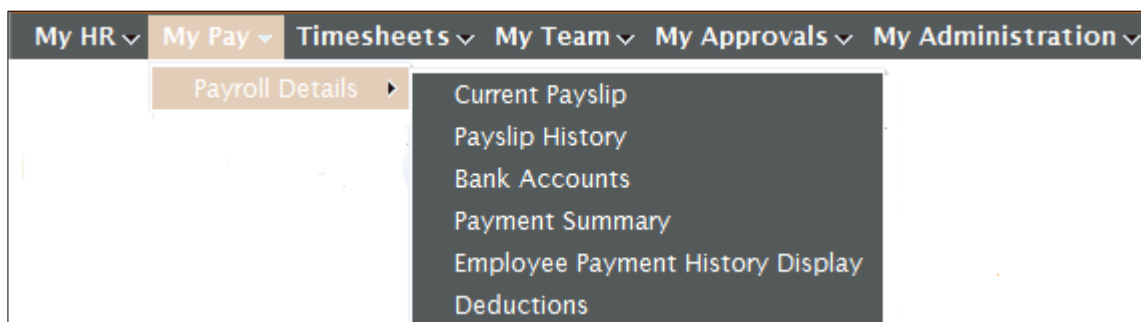 My HR My Pay Timesheets My Team My Approvals My Administration
Payroll Details
Current Payslip
Payslip History
Bank Accounts
Payment Summary
Employee Payment History Display
Deductions